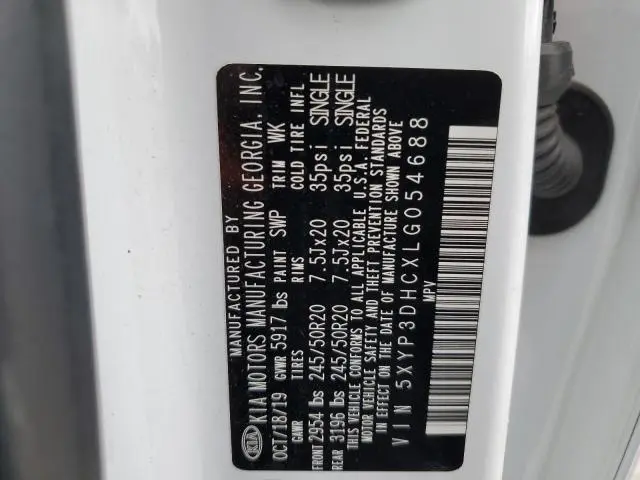 MANUFACTURED BY
KIA KIA MOTORS MANUFACTURING GEORGIA, INC.
OCT/18/19 GVWR 5917 lbs PAINT SWP TRIM WK
GAWR TIRES RIMS COLD TIRE INFL
FRONT 2954 lbs 245/50R20 7.5Jx20 35psi SINGLE
REAR 3196 lbs 245/50R20 7.5Jx20 35psi SINGLE
THIS VEHICLE CONFORMS TO ALL APPLICABLE U.S.A. FEDERAL
MOTOR VEHICLE SAFETY AND THEFT PREVENTION STANDARDS
IN EFFECT ON THE DATE OF MANUFACTURE SHOWN ABOVE
VIN 5XYP3DHCXLG054688
MPV